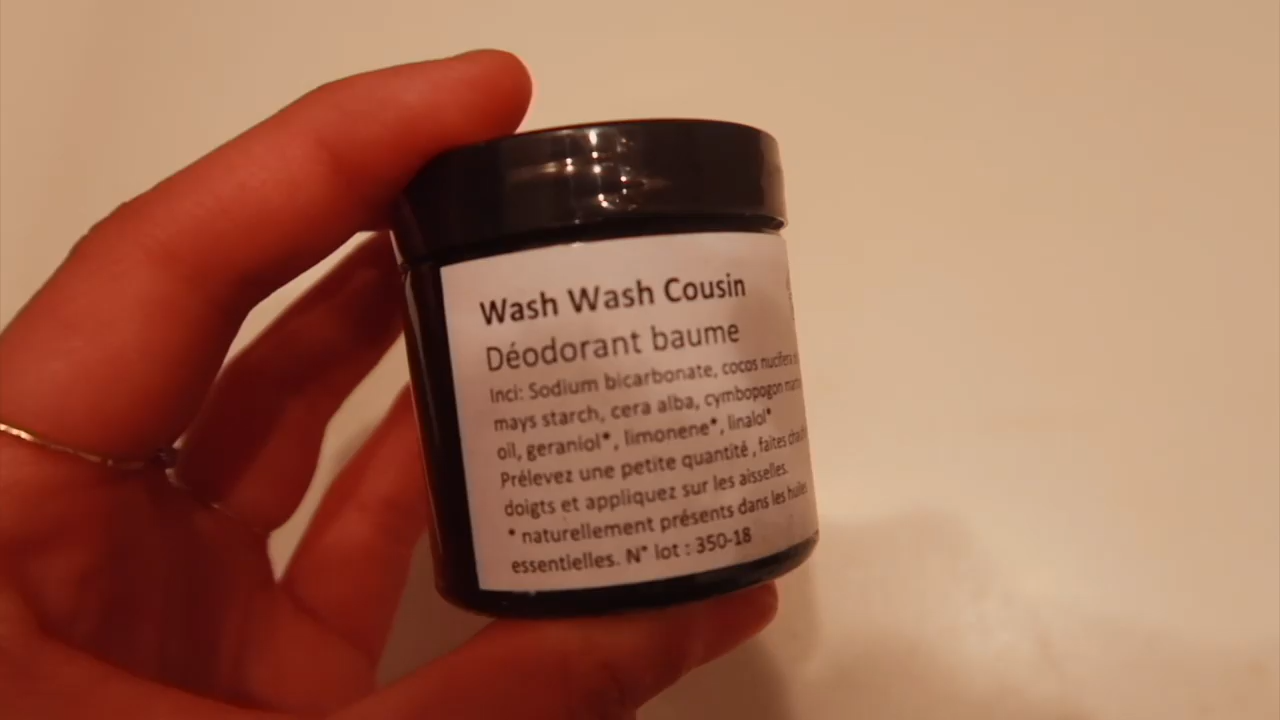 Wash Wash Cousin
Déodorant baume
Inci: Sodium bicarbonate, cocos nucifera
mays starch, cera alba, cymbopogon
oil, geraniol*, limonene*, linalol*
Prélevez une petite quantité , faites
doigts et appliquez sur les aisselles.
* naturellement présents dans les huiles
essentielles. N° lot : 350-18